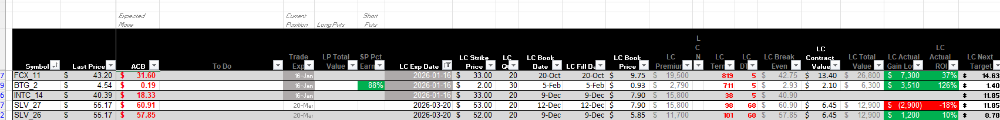 Expected Current Short
Move Position Long Puts Puts
L
C LC
Trade LP Total SP Pct LC Strike LC LC Book LC Book LC N LC LC LC Break Contract LC Total LC Actual Actual LC Next
Symbol Last Price ACB To Do Exp Value Earn LC Exp Date Price Qu Date LC Fill Da Price Premiur Tern DT Even Value Value Gain Lo ROI Target
7 FCX_11 $ 43.20 $ 31.60 16-Jan 2026-01-16 $ 33.00 20 20-Oct 20-Oct $ 9.75 $ 19,500 819 5 $ 42.75 $ 13.40 $ 26,800 $ 7,300 37% $ 14.63
9 BTG_2 $ 4.54 $ 0.19 16-Jan 88% 2026-01-16 $ 2.00 30 5-Feb 5-Feb $ 0.93 $ 2,790 711 5 $ 2.93 $ 2.10 $ 6,300 $ 3,510 126% $ 1.40
6 INTC_14 $ 40.39 $ 18.33 16-Jan 2026-01-16 $ 33.00 20 9-Dec 9-Dec $ 7.90 $ 15,800 38 5 $ 40.90 $ 11.85
7 SLV_27 $ 55.17 $ 60.91 20-Mar 2026-03-20 $ 53.00 20 12-Dec 12-Dec $ 7.90 $ 15,800 98 68 $ 60.90 $ 6.45 $ 12,900 $ (2,900) -18% $ 11.85
2 SLV_26 $ 55.17 $ 57.85 20-Mar 2026-03-20 $ 52.00 20 9-Dec 9-Dec $ 5.85 $ 11,700 101 68 $ 57.85 $ 6.45 $ 12,900 $ 1,200 10% $ 8.78